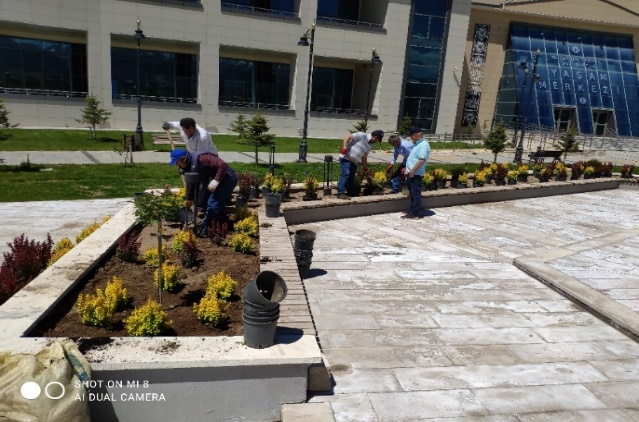 YAŞAM
MERKEZİ
SHOT ON MI 8
AI DUAL CAMERA